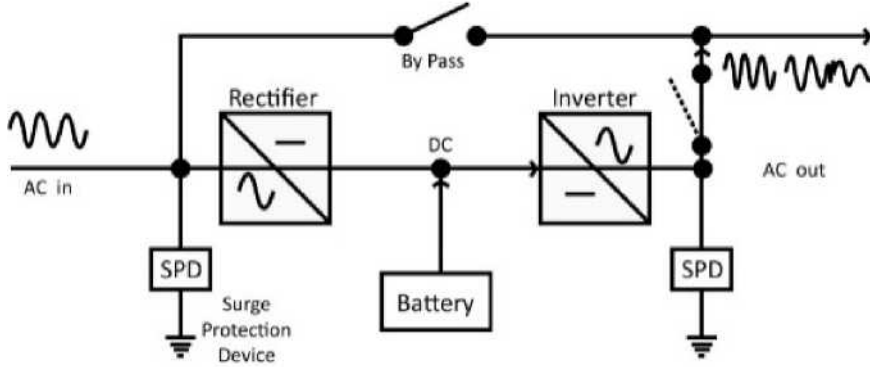 By Pass
Rectifier
Inverter
DC
AC in
AC out
SPD
SPD
Surge
Protection
Device
Battery